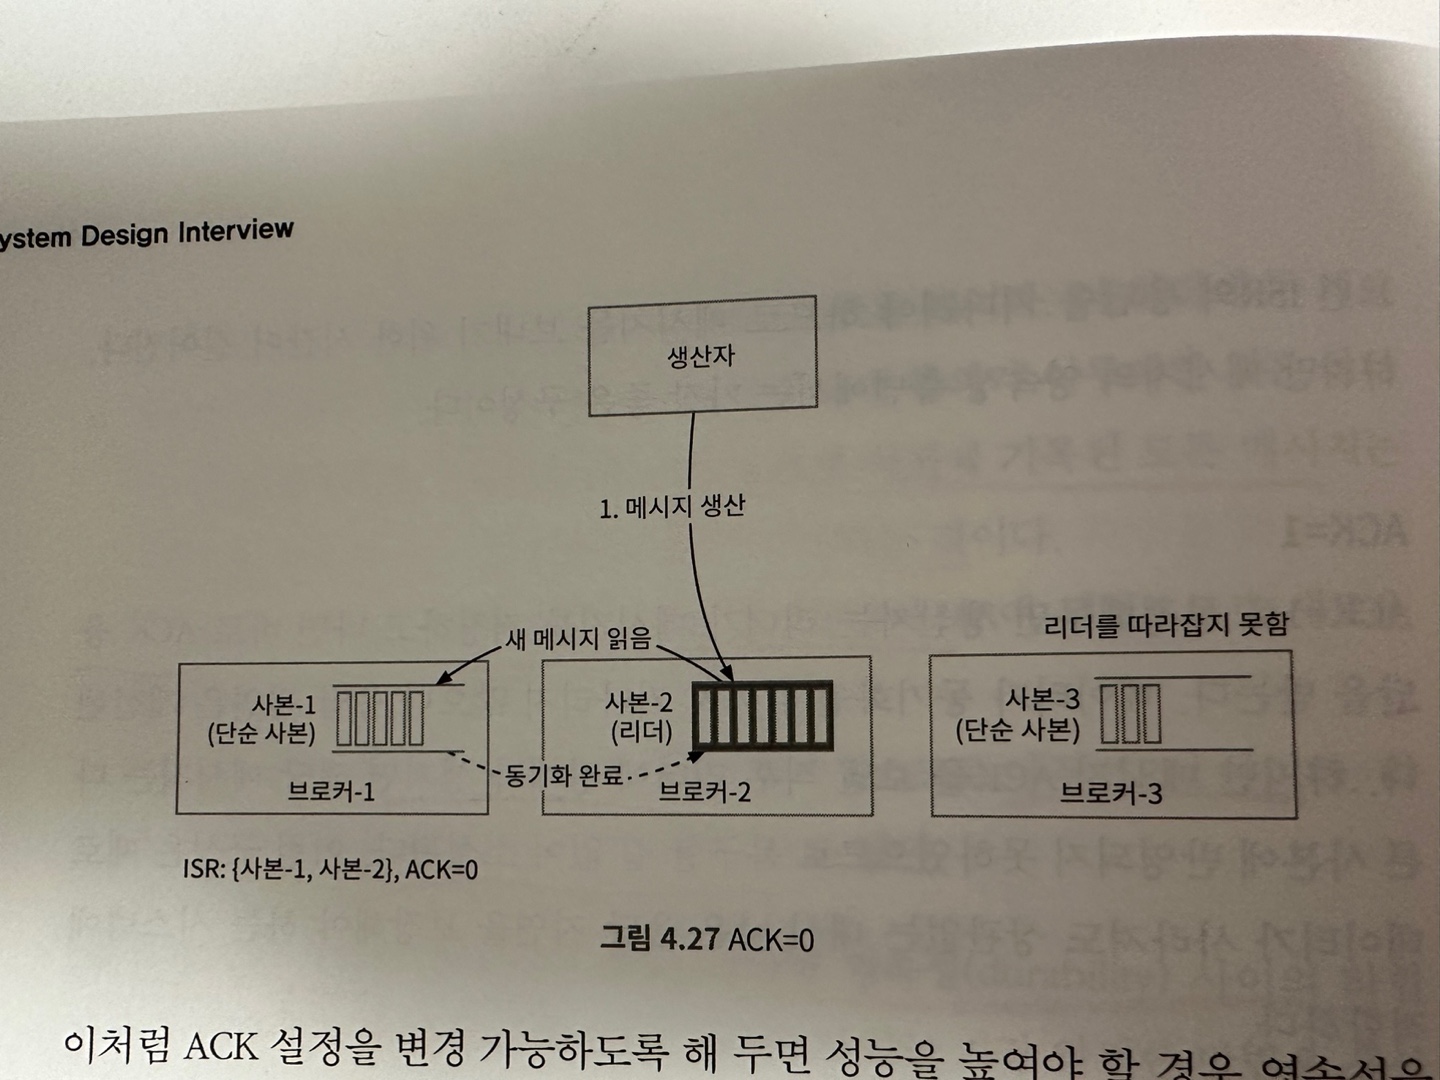 ystem Design Interview
생산자
1. 메시지 생산
리더를 따라잡지 못함
새 메시지 읽음
사본-1
(단순 사본)
브로커-1
사본-2
(리더)
브로커-2
사본-3
(단순 사본)
브로커-3
동기화 완료
ISR: {사본-1, 사본-2}, ACK=0
그림 4.27 ACK=0
이처럼 ACK 설정을 변경 가능하도록 해 두면 성능을 높여야 할 경우 영속성을